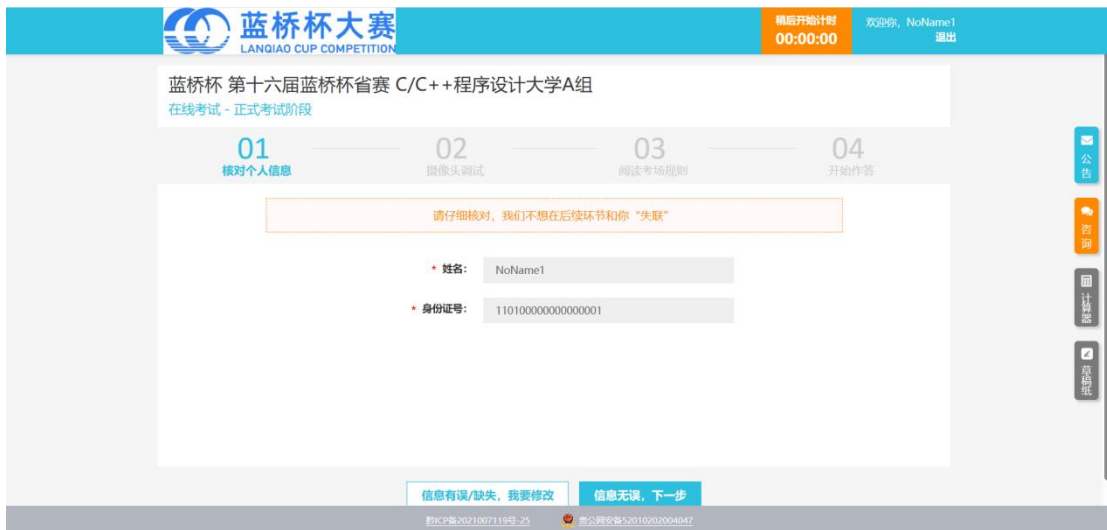 蓝桥杯大赛
LANQIAO CUP COMPETITION
稍后开始计时
00:00:00
欢迎你，NoName1
退出
蓝桥杯 第十六届蓝桥杯省赛 C/C++程序设计大学A组
在线考试 - 正式考试阶段
01
核对个人信息
02
摄像头调试
03
阅读考场规则
04
开始作答
请仔细核对，我们不想在后续环节和你“失联”
* 姓名： NoName1
* 身份证号： 110100000000000001
公告
咨询
计算器
草稿纸
信息有误/缺失，我要修改
信息无误，下一步
黔ICP备2021007119号-25
贵公网安备52010202004047